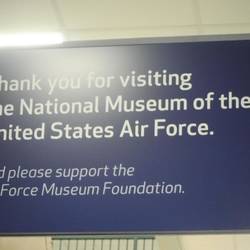 hank you for visiting
he National Museum of the
nited States Air Force.
d please support the
Force Museum Foundation.